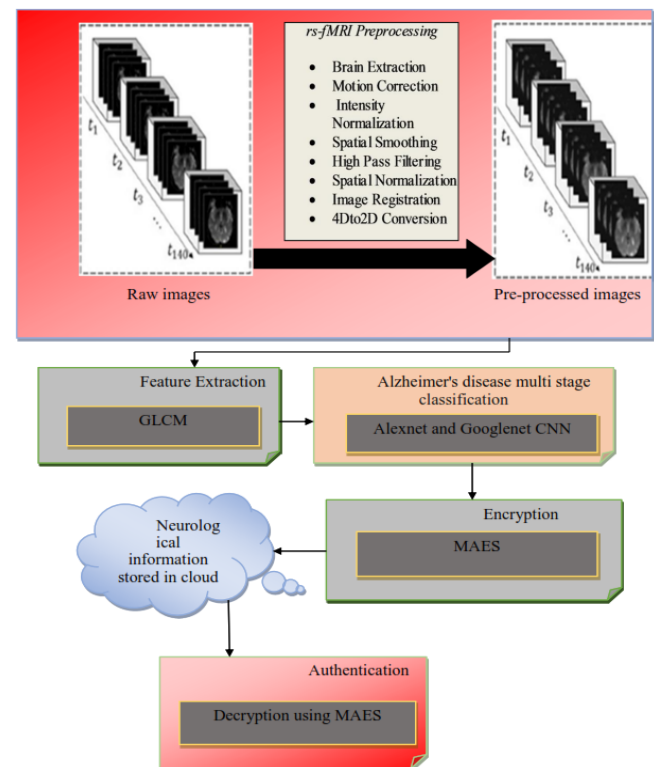 rs-fMRI Preprocessing
• Brain Extraction
• Motion Correction
• Intensity
Normalization
• Spatial Smoothing
• High Pass Filtering
• Spatial Normalization
• Image Registration
• 4Dto2D Conversion
t1
t2
t3
...
t140
Raw images
t1
t2
t3
...
t140
Pre-processed images
Feature Extraction
GLCM
Alzheimer's disease multi stage
classification
Alexnet and Googlenet CNN
Encryption
MAES
Neurolog
ical
information
stored in cloud
Authentication
Decryption using MAES